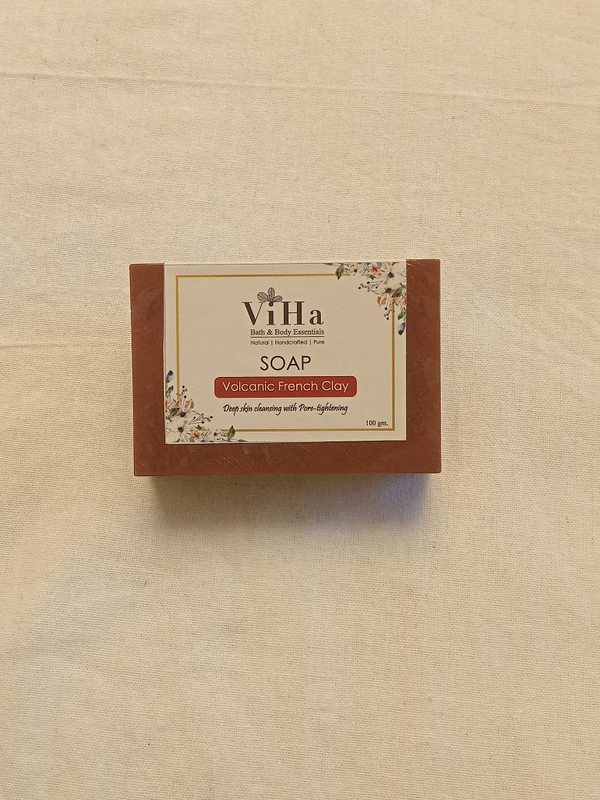 ViHa
Bath & Body Essentials
Natural | Handcrafted | Pure
SOAP
Volcanic French Clay
Deep skin cleansing with Pore-tightening
100 gm.